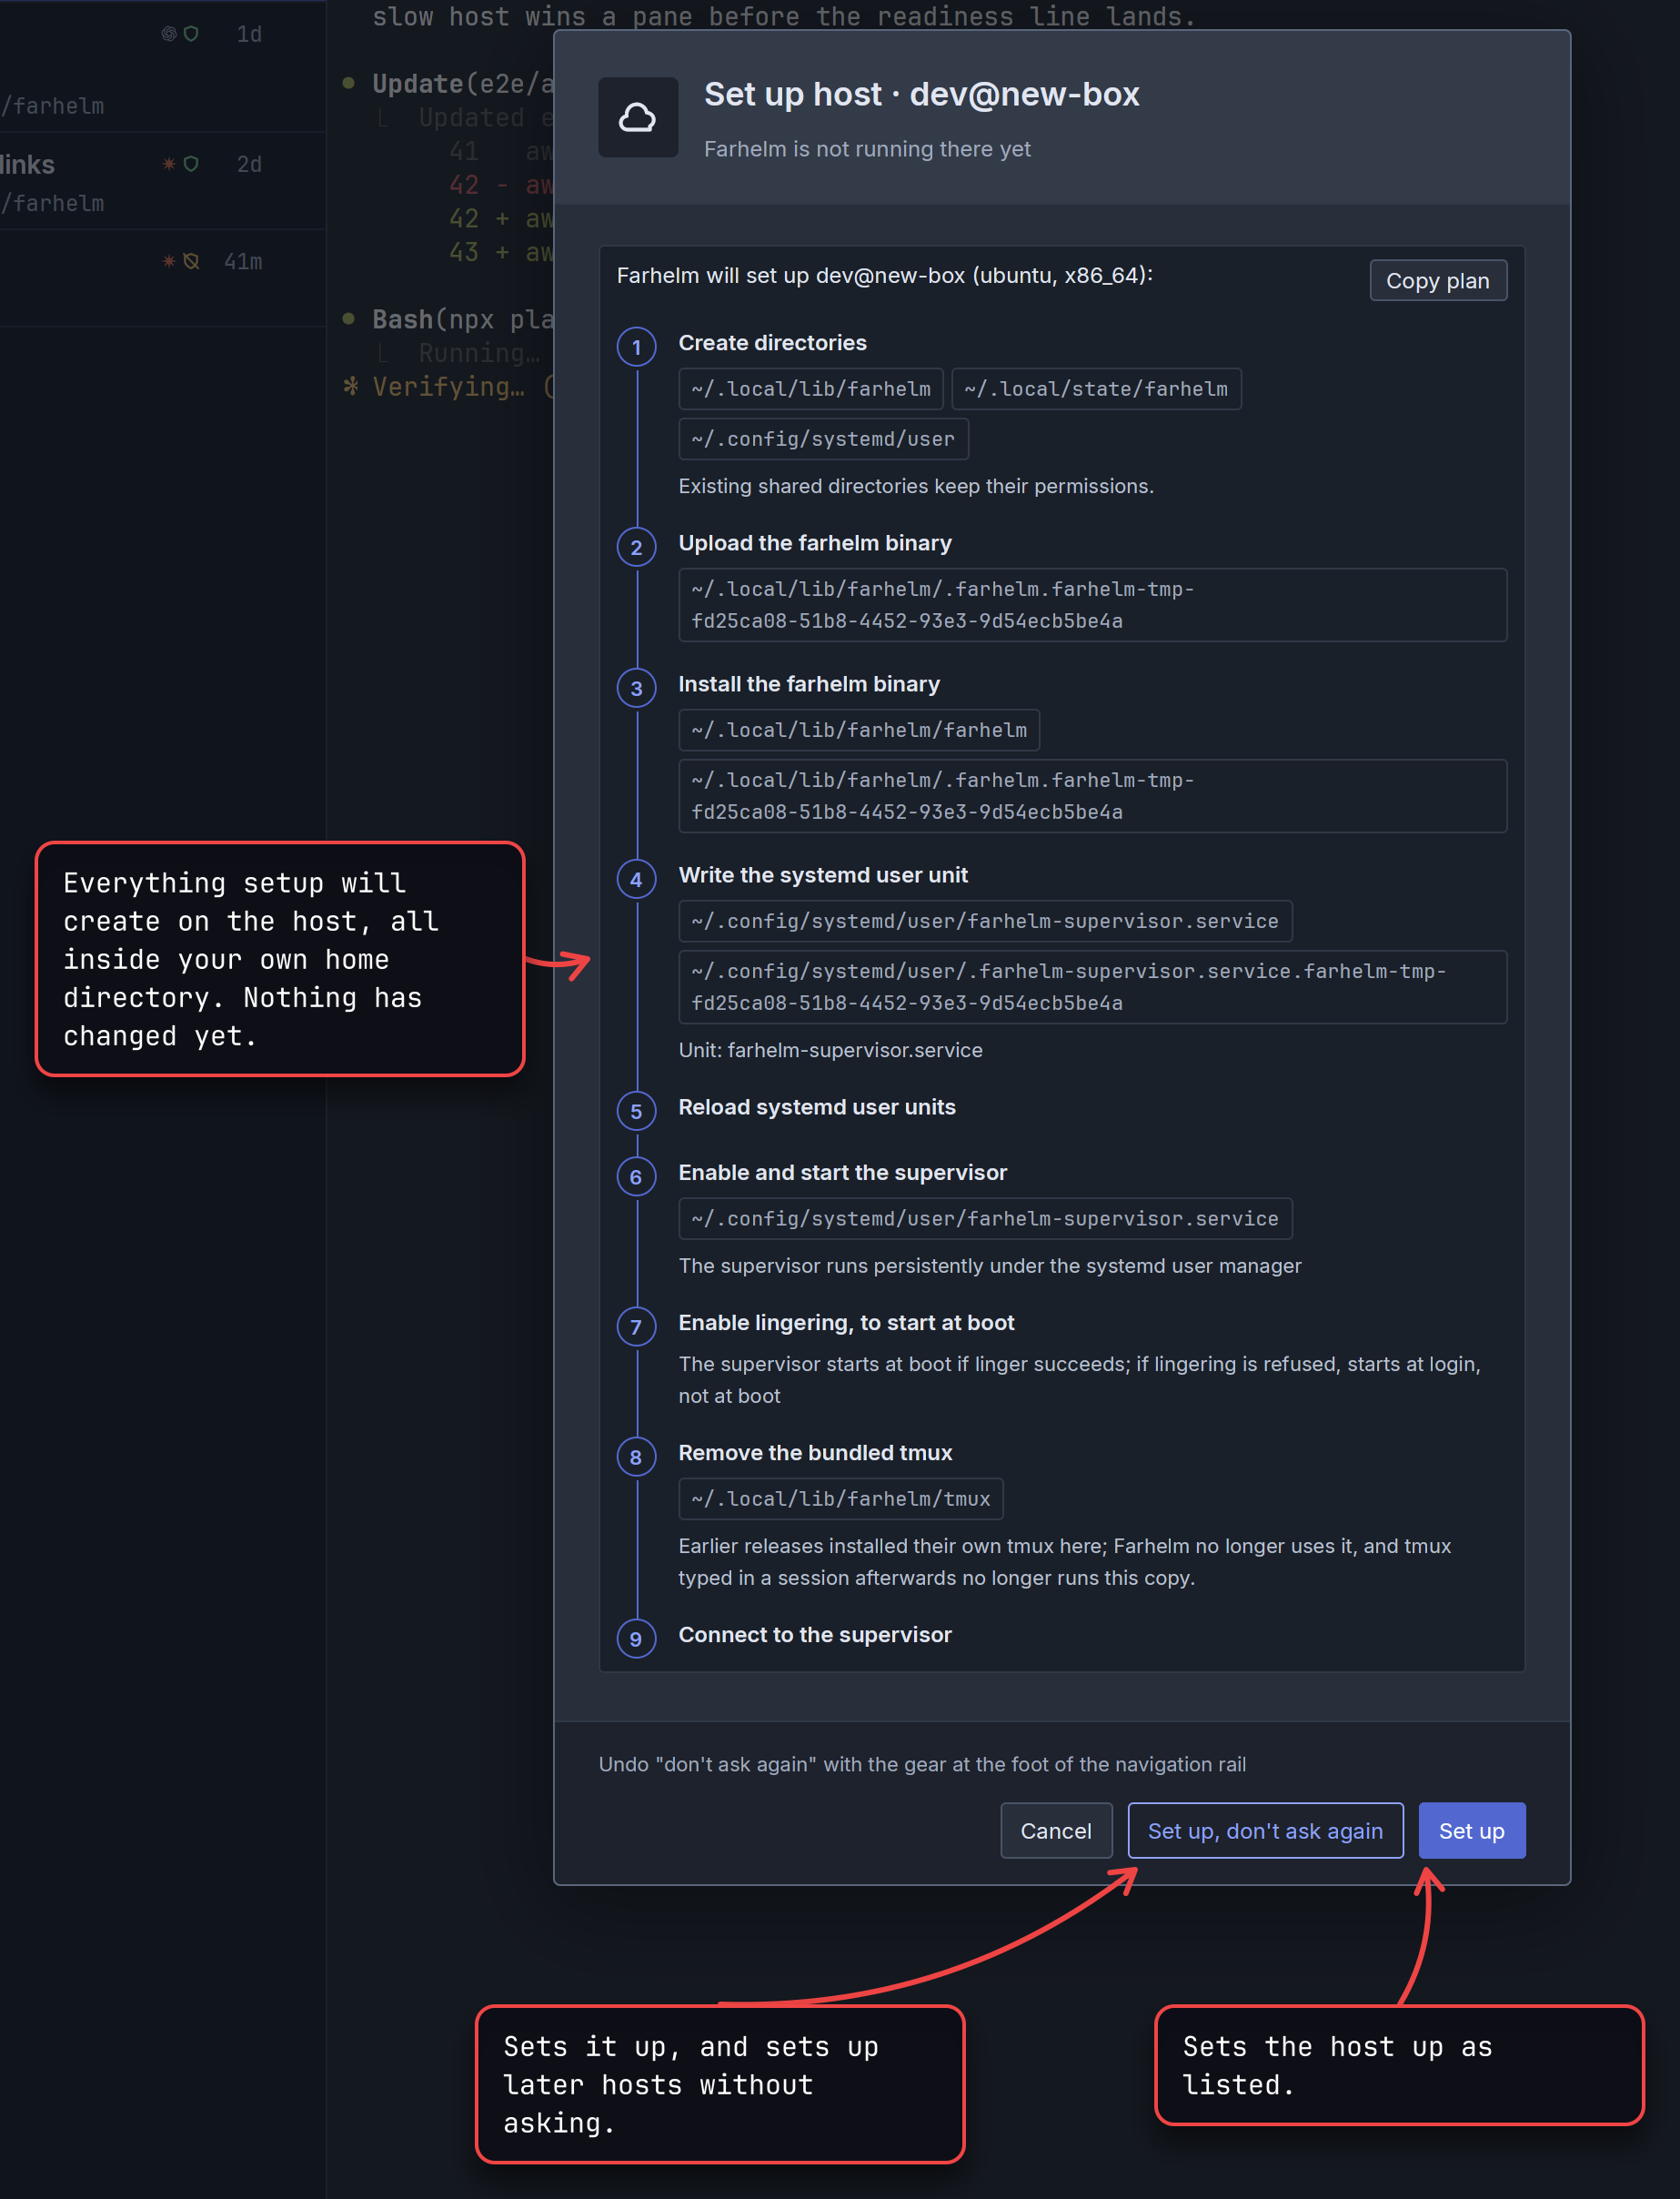 slow host wins a pane before the readiness line lands.
1d
/farhelm
links
2d
/farhelm
41m
Update(e2e/a
Updated e
41 aw
42 - aw
42 + aw
43 + aw
Bash(npx pla
Running…
Verifying… (
Set up host · dev@new-box
Farhelm is not running there yet
Farhelm will set up dev@new-box (ubuntu, x86_64):
Copy plan
1
Create directories
~/.local/lib/farhelm
~/.local/state/farhelm
~/.config/systemd/user
Existing shared directories keep their permissions.
2
Upload the farhelm binary
~/.local/lib/farhelm/.farhelm.farhelm-tmp-
fd25ca08-51b8-4452-93e3-9d54ecb5be4a
3
Install the farhelm binary
~/.local/lib/farhelm/farhelm
~/.local/lib/farhelm/.farhelm.farhelm-tmp-
fd25ca08-51b8-4452-93e3-9d54ecb5be4a
4
Write the systemd user unit
~/.config/systemd/user/farhelm-supervisor.service
~/.config/systemd/user/.farhelm-supervisor.service.farhelm-tmp-
fd25ca08-51b8-4452-93e3-9d54ecb5be4a
Unit: farhelm-supervisor.service
5
Reload systemd user units
6
Enable and start the supervisor
~/.config/systemd/user/farhelm-supervisor.service
The supervisor runs persistently under the systemd user manager
7
Enable lingering, to start at boot
The supervisor starts at boot if linger succeeds; if lingering is refused, starts at login,
not at boot
8
Remove the bundled tmux
~/.local/lib/farhelm/tmux
Earlier releases installed their own tmux here; Farhelm no longer uses it, and tmux
typed in a session afterwards no longer runs this copy.
9
Connect to the supervisor
Undo "don't ask again" with the gear at the foot of the navigation rail
Cancel
Set up, don't ask again
Set up
Everything setup will
create on the host, all
inside your own home
directory. Nothing has
changed yet.
Sets it up, and sets up
later hosts without
asking.
Sets the host up as
listed.